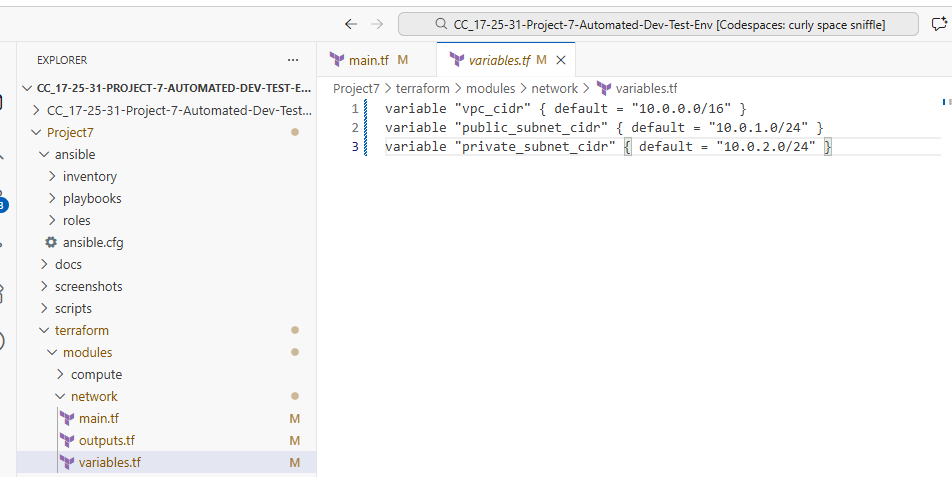 CC_17-25-31-Project-7-Automated-Dev-Test-Env [Codespaces: curly space sniffle]
EXPLORER
CC_17-25-31-PROJECT-7-AUTOMATED-DEV-TEST-E...
CC_17-25-31-Project-7-Automated-Dev-Test...
Project7
ansible
inventory
playbooks
roles
ansible.cfg
docs
screenshots
scripts
terraform
modules
compute
network
main.tf M
outputs.tf M
variables.tf M
main.tf M
variables.tf M
Project7 > terraform > modules > network > variables.tf
1 variable "vpc_cidr" { default = "10.0.0.0/16" }
2 variable "public_subnet_cidr" { default = "10.0.1.0/24" }
3 variable "private_subnet_cidr" { default = "10.0.2.0/24" }